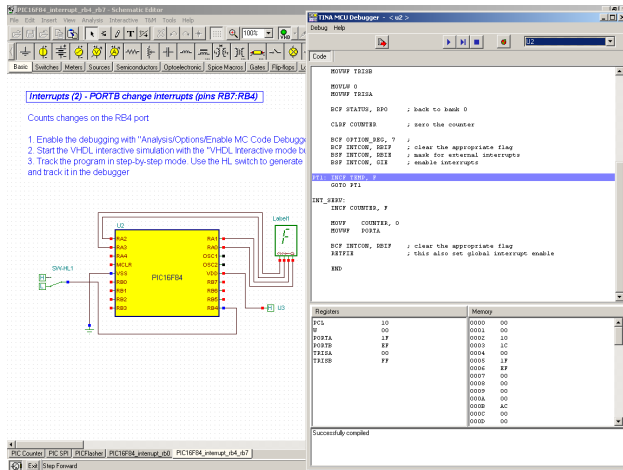 PIC16F84_interrupt_rb4_rb7 - Schematic Editor
File Edit Insert View Analysis Interactive T&M Tools Help
100%
Basic Switches Meters Sources Semiconductors Optoelectronic Spice Macros Gates Flip-flops
Interrupts (2) - PORTB change interrupts (pins RB7:RB4)
Counts changes on the RB4 port
1. Enable the debugging with "Analysis/Options/Enable MC Code Debugge
2. Start the VHDL interactive simulation with the "VHDL Interactive mode b
3. Track the program in step-by-step mode. Use the HL switch to generate
and track it in the debugger
Label1
U2
RA2 RA1
RA3 RA0
RA4 OSC1
MCLR OSC2
VSS VDD
RB0 RB7
RB1 RB6
RB2 RB5
RB3 RB4
PIC16F84
SW-HL1
H
L
H U3
PIC Counter PIC SPI PICFlasher PIC16F84_interrupt_rb0 PIC16F84_interrupt_rb4_rb7
Exit Step Forward
TINA MCU Debugger - < u2 >
Debug Help
U2
Code
MOVWF TRISB
MOVLW 0
MOVWF TRISA
BCF STATUS, RP0 ; back to bank 0
CLRF COUNTER ; zero the counter
BCF OPTION_REG, 7 ;
BCF INTCON, RBIF ; clear the appropriate flag
BSF INTCON, RBIE ; mask for external interrupts
BSF INTCON, GIE ; enable interrupts
PT1: INCF TEMP, F
GOTO PT1
INT_SERV:
INCF COUNTER, F
MOVF COUNTER, 0
MOVWF PORTA
BCF INTCON, RBIF ; clear the appropriate flag
RETFIE ; this also set global interrupt enable
END
Registers
PCL 10
W 00
PORTA 1F
PORTB EF
TRISA 00
TRISB FF
Memory
0000 00
0001 00
0002 10
0003 1C
0004 00
0005 1F
0006 EF
0007 00
0008 00
0009 00
000A 00
000B AC
000C 00
000D 00
Successfully compiled